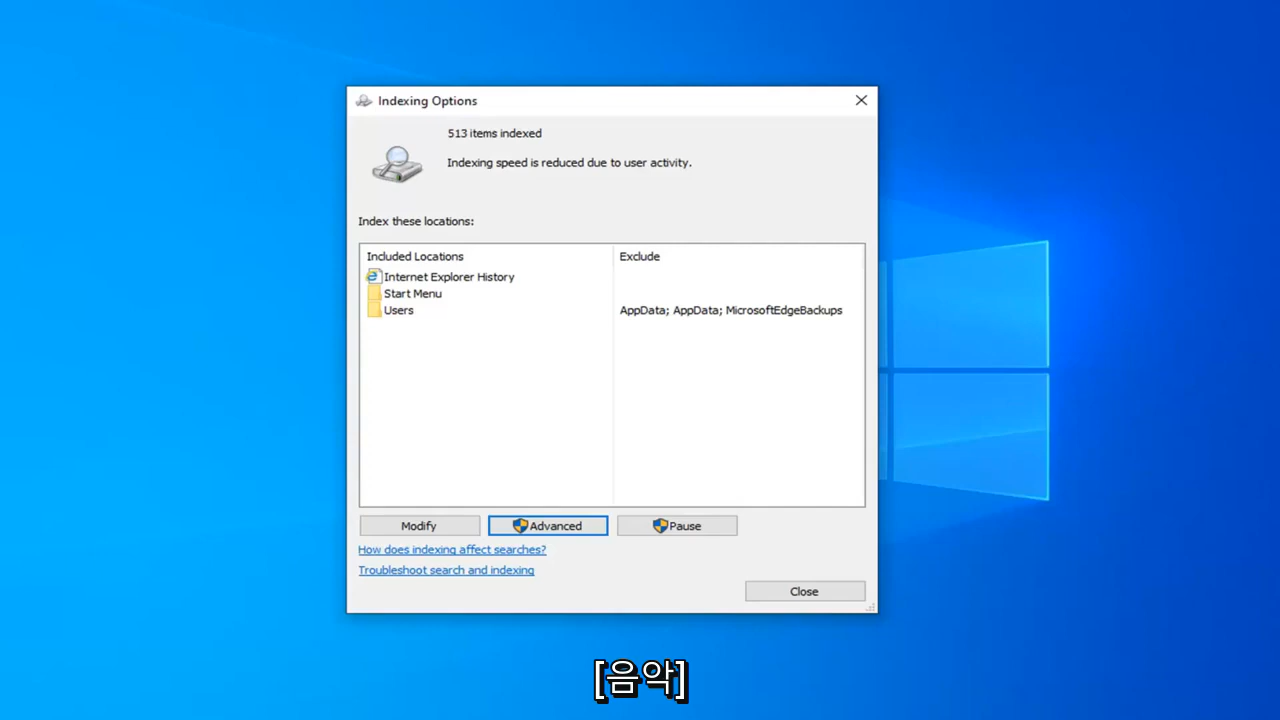 Indexing Options
513 items indexed
Indexing speed is reduced due to user activity.
Index these locations:
Included Locations
Exclude
Internet Explorer History
Start Menu
Users
AppData; AppData; MicrosoftEdgeBackups
Modify
Advanced
Pause
How does indexing affect searches?
Troubleshoot search and indexing
Close
[음악]